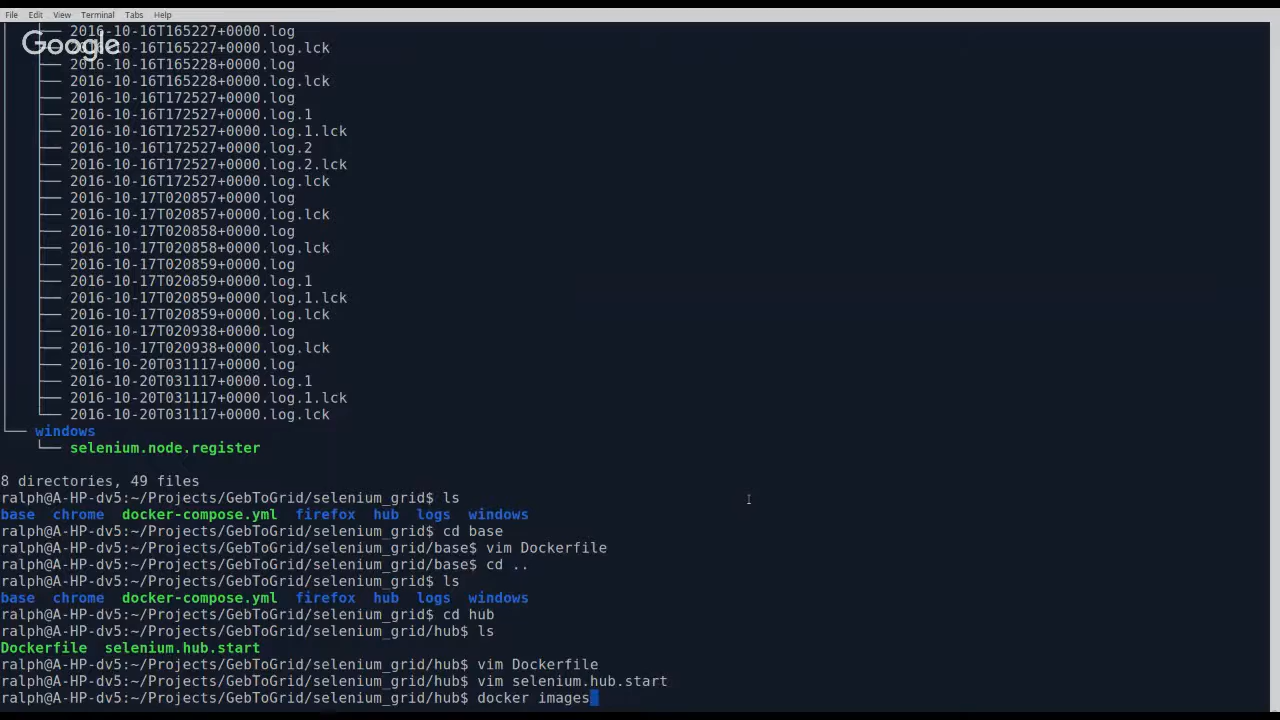 File Edit View Terminal Tabs Help
Google
├── 2016-10-16T165227+0000.log
├── 2016-10-16T165227+0000.log.lck
├── 2016-10-16T165228+0000.log
├── 2016-10-16T165228+0000.log.lck
├── 2016-10-16T172527+0000.log
├── 2016-10-16T172527+0000.log.1
├── 2016-10-16T172527+0000.log.1.lck
├── 2016-10-16T172527+0000.log.2
├── 2016-10-16T172527+0000.log.2.lck
├── 2016-10-16T172527+0000.log.lck
├── 2016-10-17T020857+0000.log
├── 2016-10-17T020857+0000.log.lck
├── 2016-10-17T020858+0000.log
├── 2016-10-17T020858+0000.log.lck
├── 2016-10-17T020859+0000.log
├── 2016-10-17T020859+0000.log.1
├── 2016-10-17T020859+0000.log.1.lck
├── 2016-10-17T020859+0000.log.lck
├── 2016-10-17T020938+0000.log
├── 2016-10-17T020938+0000.log.lck
├── 2016-10-20T031117+0000.log
├── 2016-10-20T031117+0000.log.1
├── 2016-10-20T031117+0000.log.1.lck
└── 2016-10-20T031117+0000.log.lck
└── windows
└── selenium.node.register
8 directories, 49 files
ralph@A-HP-dv5:~/Projects/GebToGrid/selenium_grid$ ls
base chrome docker-compose.yml firefox hub logs windows
ralph@A-HP-dv5:~/Projects/GebToGrid/selenium_grid$ cd base
ralph@A-HP-dv5:~/Projects/GebToGrid/selenium_grid/base$ vim Dockerfile
ralph@A-HP-dv5:~/Projects/GebToGrid/selenium_grid/base$ cd ..
ralph@A-HP-dv5:~/Projects/GebToGrid/selenium_grid$ ls
base chrome docker-compose.yml firefox hub logs windows
ralph@A-HP-dv5:~/Projects/GebToGrid/selenium_grid$ cd hub
ralph@A-HP-dv5:~/Projects/GebToGrid/selenium_grid/hub$ ls
Dockerfile selenium.hub.start
ralph@A-HP-dv5:~/Projects/GebToGrid/selenium_grid/hub$ vim Dockerfile
ralph@A-HP-dv5:~/Projects/GebToGrid/selenium_grid/hub$ vim selenium.hub.start
ralph@A-HP-dv5:~/Projects/GebToGrid/selenium_grid/hub$ docker images